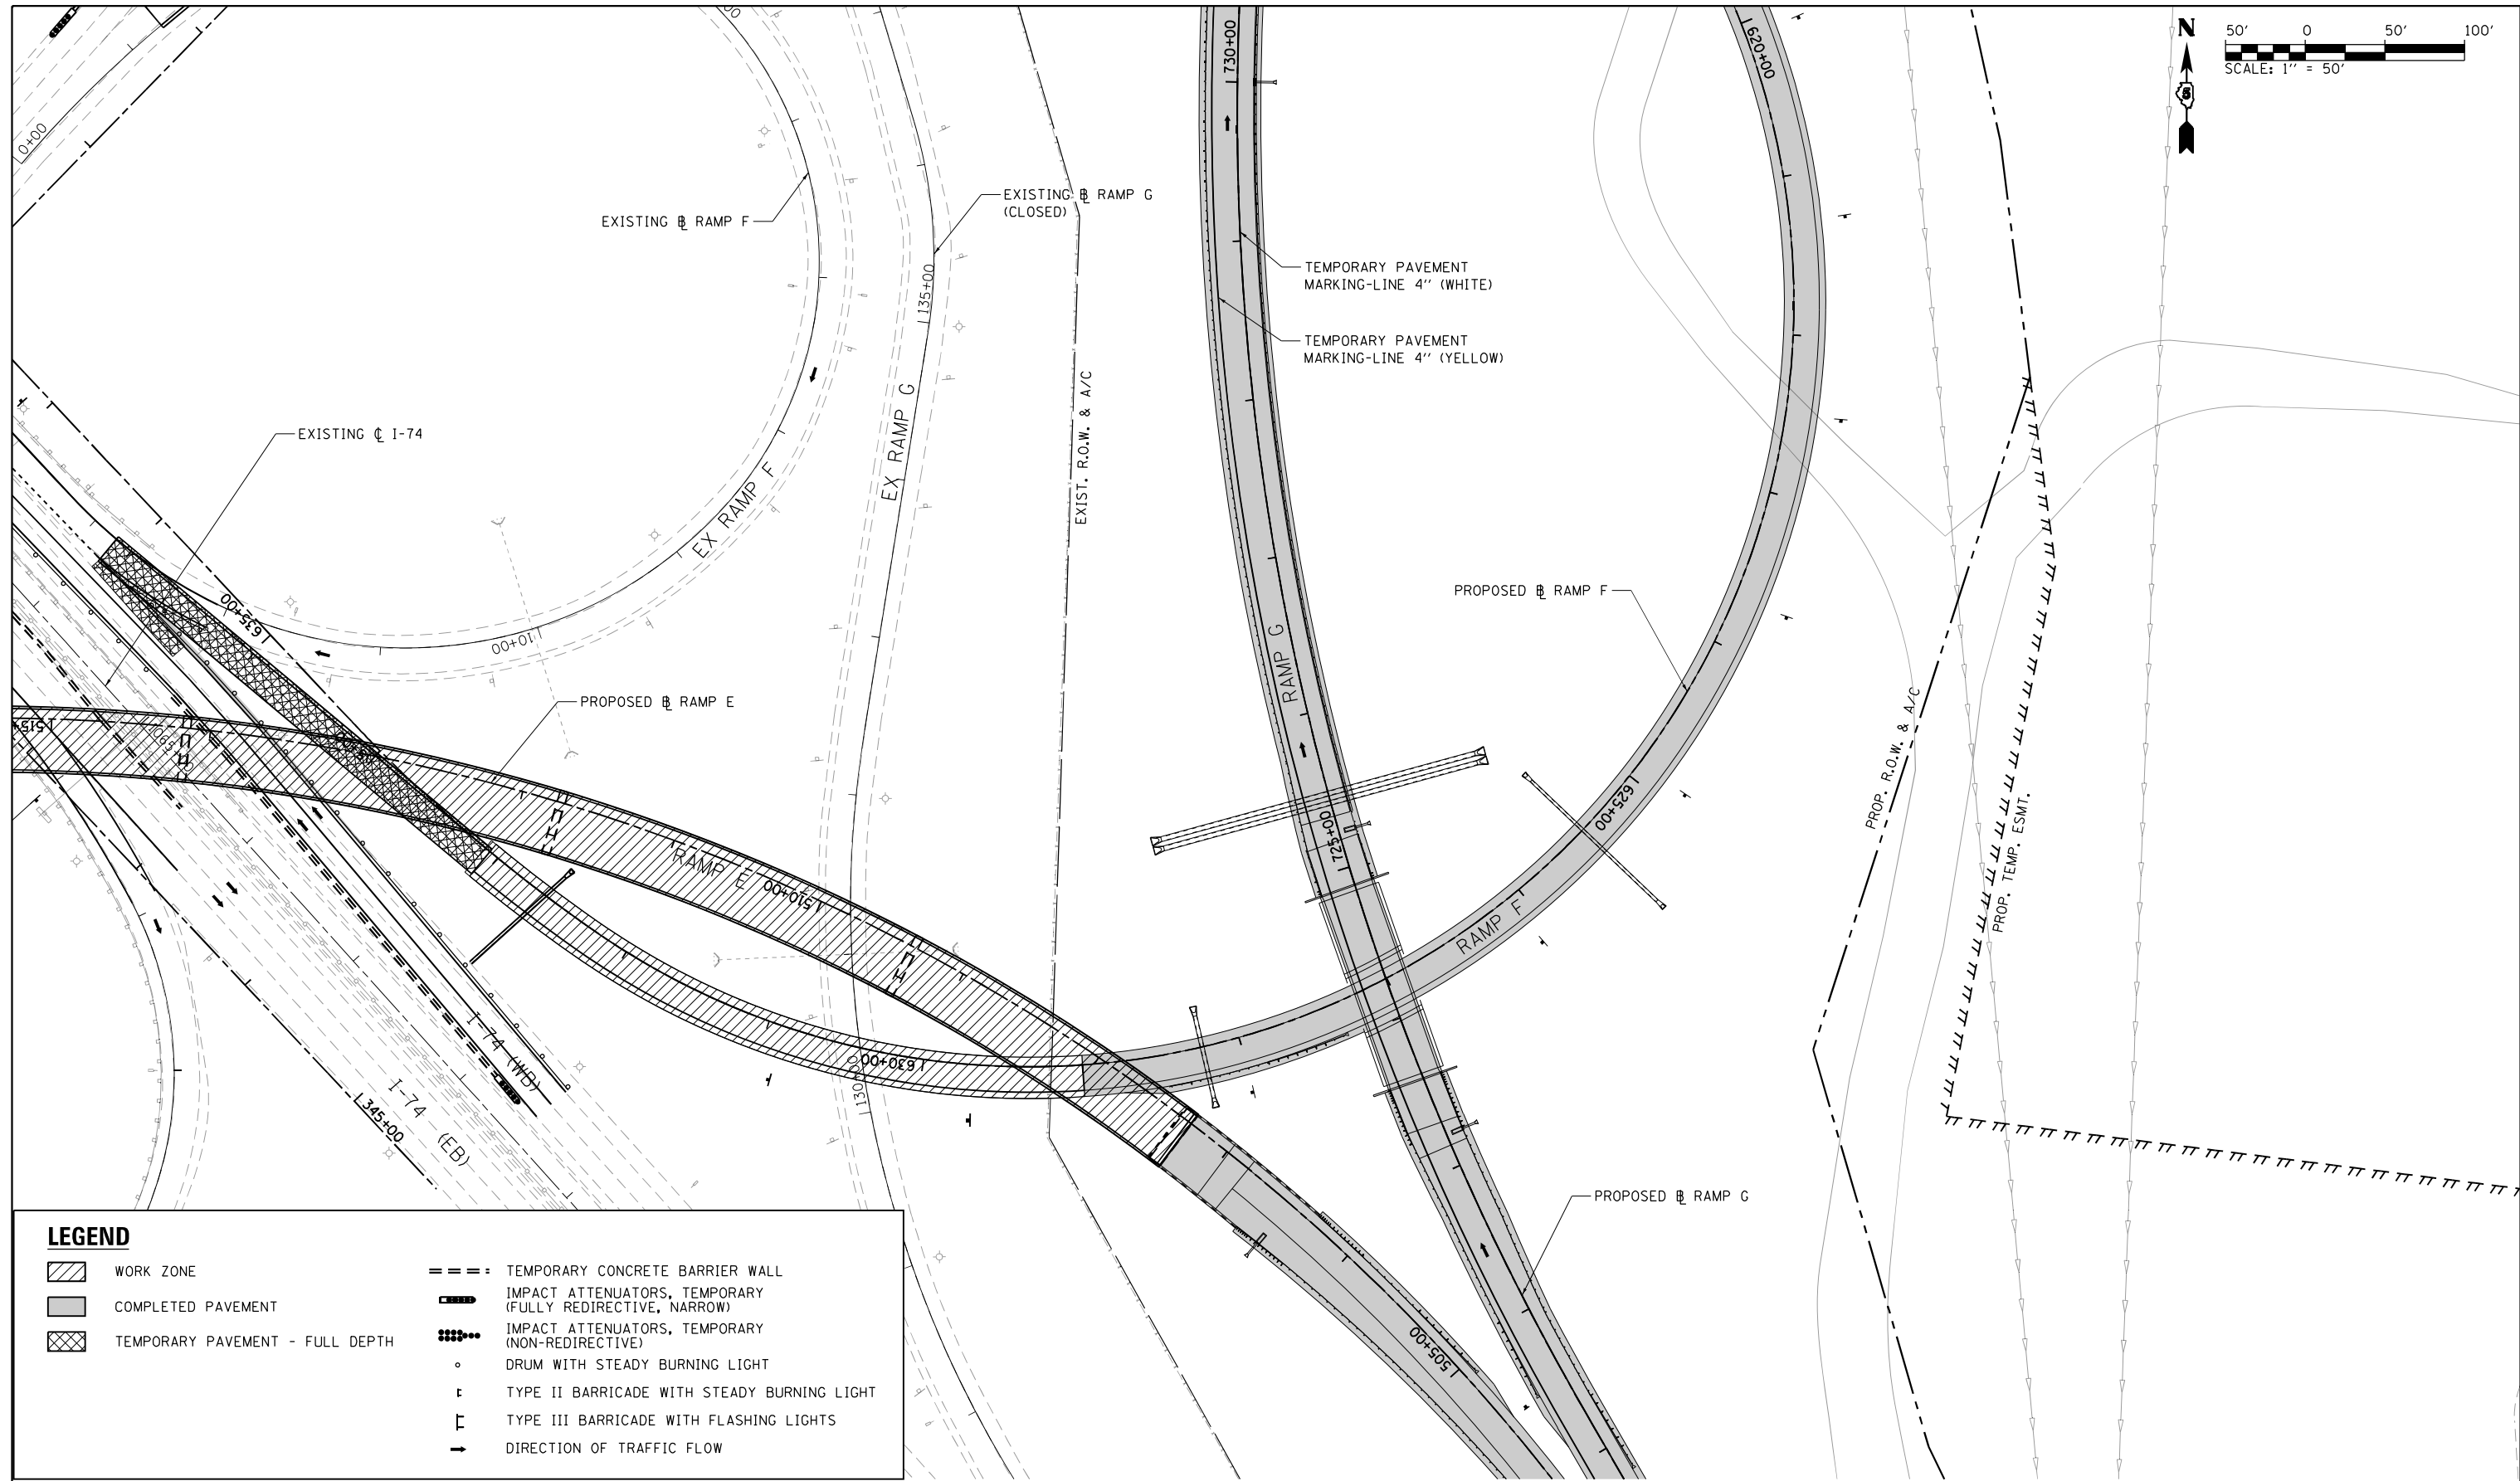 730+00
620+00
N
50' 0 50' 100'
SCALE: 1" = 50'
0+00
EXISTING ℄ RAMP F
EXISTING ℄ RAMP G
(CLOSED)
135+00
TEMPORARY PAVEMENT
MARKING-LINE 4" (WHITE)
TEMPORARY PAVEMENT
MARKING-LINE 4" (YELLOW)
EXISTING ℄ I-74
EX RAMP G
EX RAMP F
EXIST. R.O.W. & A/C
635+00
10+00
PROPOSED ℄ RAMP F
PROPOSED ℄ RAMP E
RAMP G
PROP. R.O.W. & A/C
PROP. TEMP. ESMT.
515+
625+00
725+00
RAMP E
510+00
RAMP F
630+00
130+00
I-74 (WB)
I-74 (EB)
345+00
PROPOSED ℄ RAMP G
505+00
LEGEND
WORK ZONE
COMPLETED PAVEMENT
TEMPORARY PAVEMENT - FULL DEPTH
TEMPORARY CONCRETE BARRIER WALL
IMPACT ATTENUATORS, TEMPORARY
(FULLY REDIRECTIVE, NARROW)
IMPACT ATTENUATORS, TEMPORARY
(NON-REDIRECTIVE)
DRUM WITH STEADY BURNING LIGHT
TYPE II BARRICADE WITH STEADY BURNING LIGHT
TYPE III BARRICADE WITH FLASHING LIGHTS
DIRECTION OF TRAFFIC FLOW